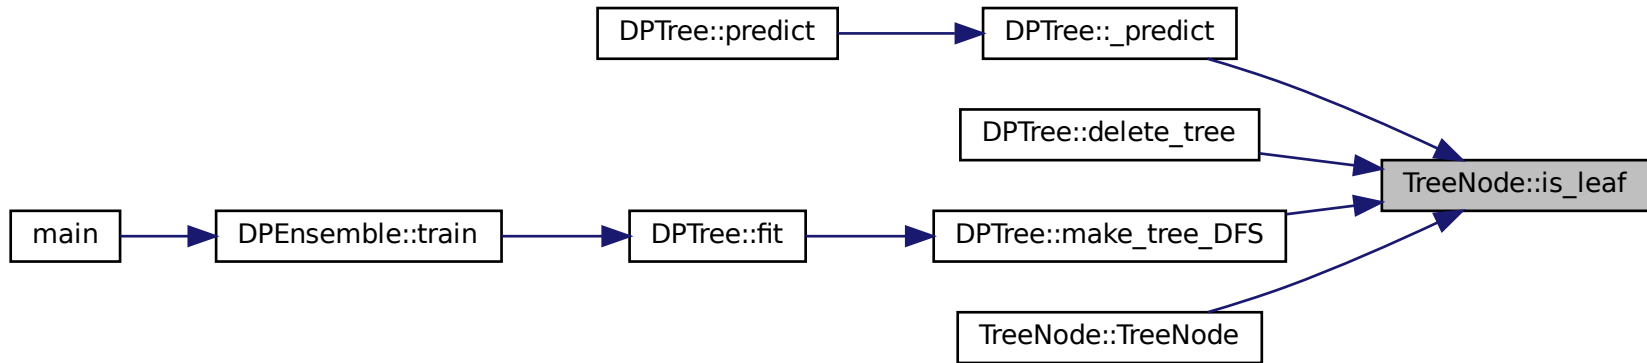 DPTree::predict
DPTree::_predict
DPTree::delete_tree
TreeNode::is_leaf
main
DPEnsemble::train
DPTree::fit
DPTree::make_tree_DFS
TreeNode::TreeNode